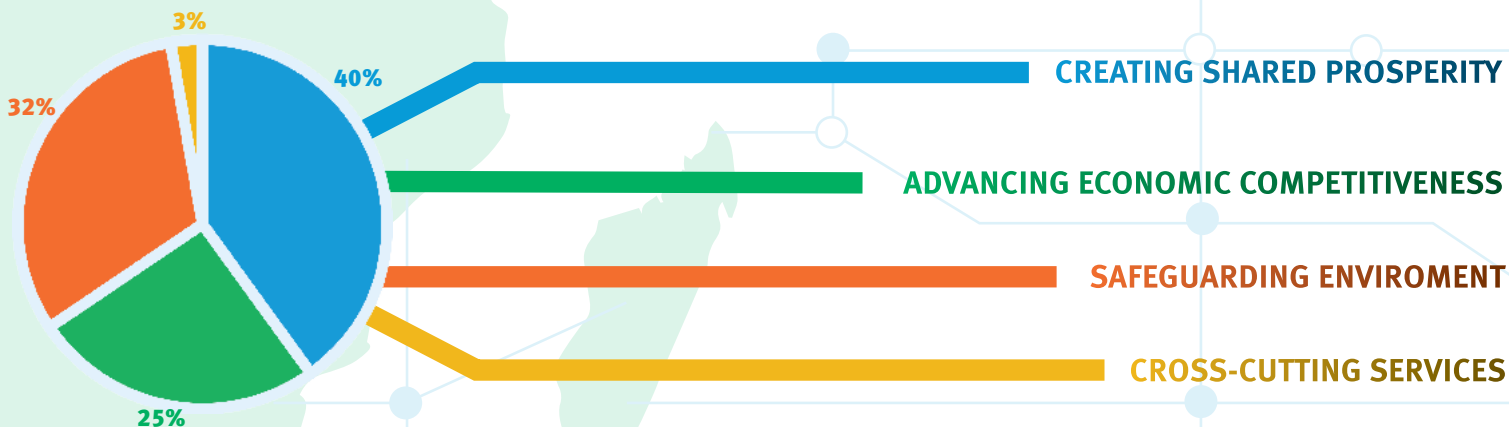 3%
40%
32%
25%
CREATING SHARED PROSPERITY
ADVANCING ECONOMIC COMPETITIVENESS
SAFEGUARDING ENVIROMENT
CROSS-CUTTING SERVICES